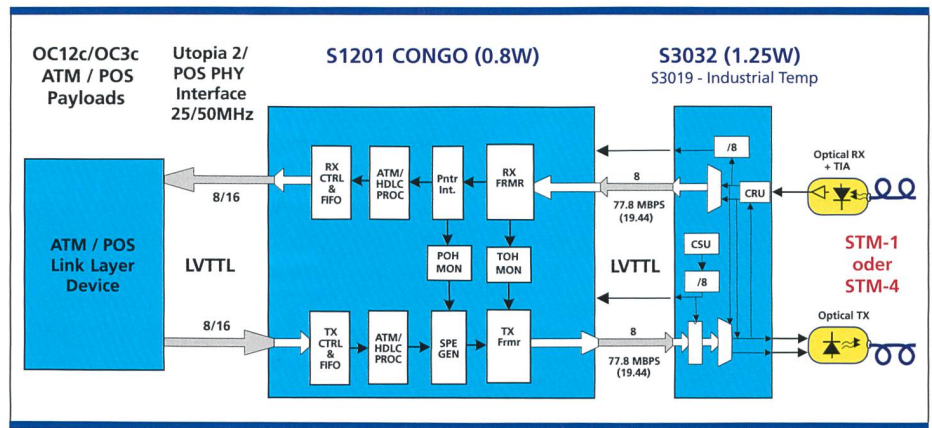 OC12c/OC3c
ATM / POS
Payloads
Utopia 2/
POS PHY
Interface
25/50MHz
S1201 CONGO (0.8W)
S3032 (1.25W)
S3019 - Industrial Temp
ATM / POS
Link Layer
Device
8/16
LVTTL
8/16
RX
CTRL
&
FIFO
ATM/
HDLC
PROC
Pntr
Int.
RX
FRMR
POH
MON
TOH
MON
TX
CTRL
&
FIFO
ATM/
HDLC
PROC
SPE
GEN
TX
Frmr
8
77.8 MBPS
(19.44)
LVTTL
8
77.8 MBPS
(19.44)
/8
CRU
CSU
/8
Optical RX
+ TIA
STM-1
oder
STM-4
Optical TX